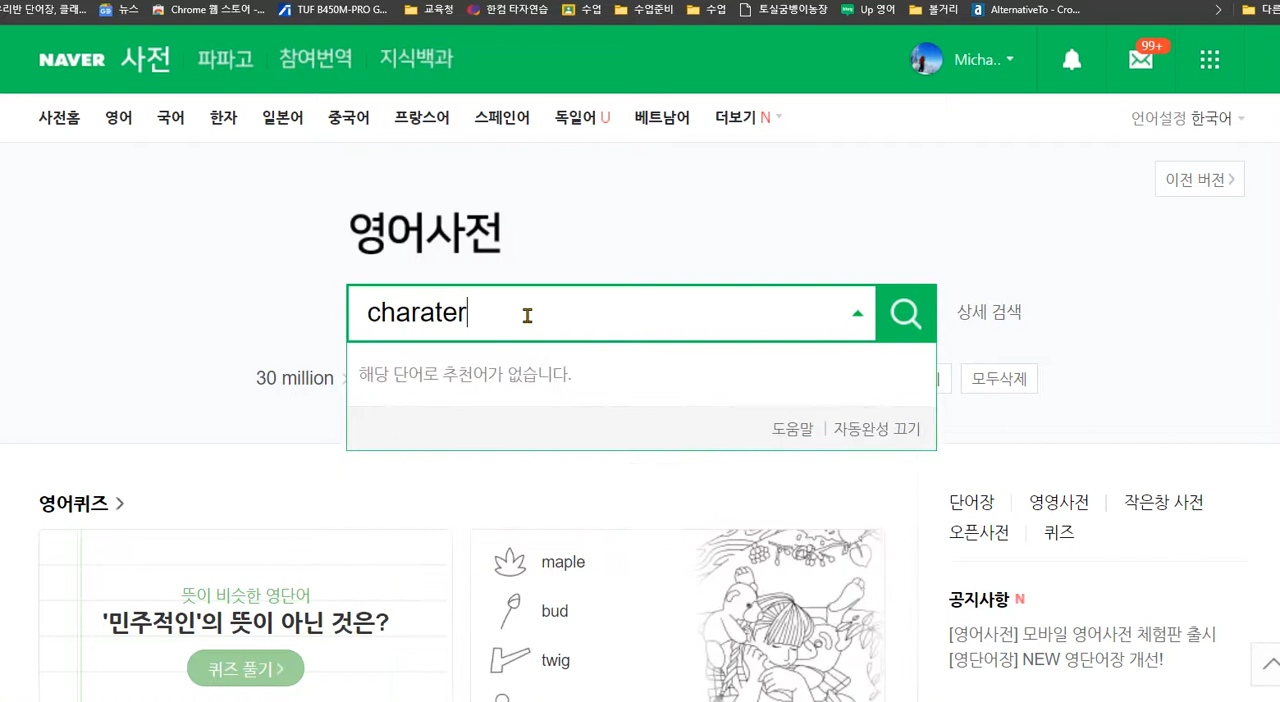 리반 단어장, 클래... 뉴스 Chrome 웹 스토어 -... TUF B450M-PRO G... 교육청 한컴 타자연습 수업 수업준비 수업 토실굼벵이농장 Up 영어 볼거리 AlternativeTo - Cro... 다른
NAVER 사전 파파고 참여번역 지식백과 Micha.. 99+
사전홈 영어 국어 한자 일본어 중국어 프랑스어 스페인어 독일어 U 베트남어 더보기 N 언어설정 한국어
이전 버전 >
영어사전
charater 상세 검색
30 million 모두삭제
해당 단어로 추천어가 없습니다.
도움말 | 자동완성 끄기
영어퀴즈 >
뜻이 비슷한 영단어
'민주적인'의 뜻이 아닌 것은?
퀴즈 풀기 >
maple
bud
twig
단어장 | 영영사전 | 작은창 사전
오픈사전 | 퀴즈
공지사항 N
[영어사전] 모바일 영어사전 체험판 출시
[영단어장] NEW 영단어장 개선!